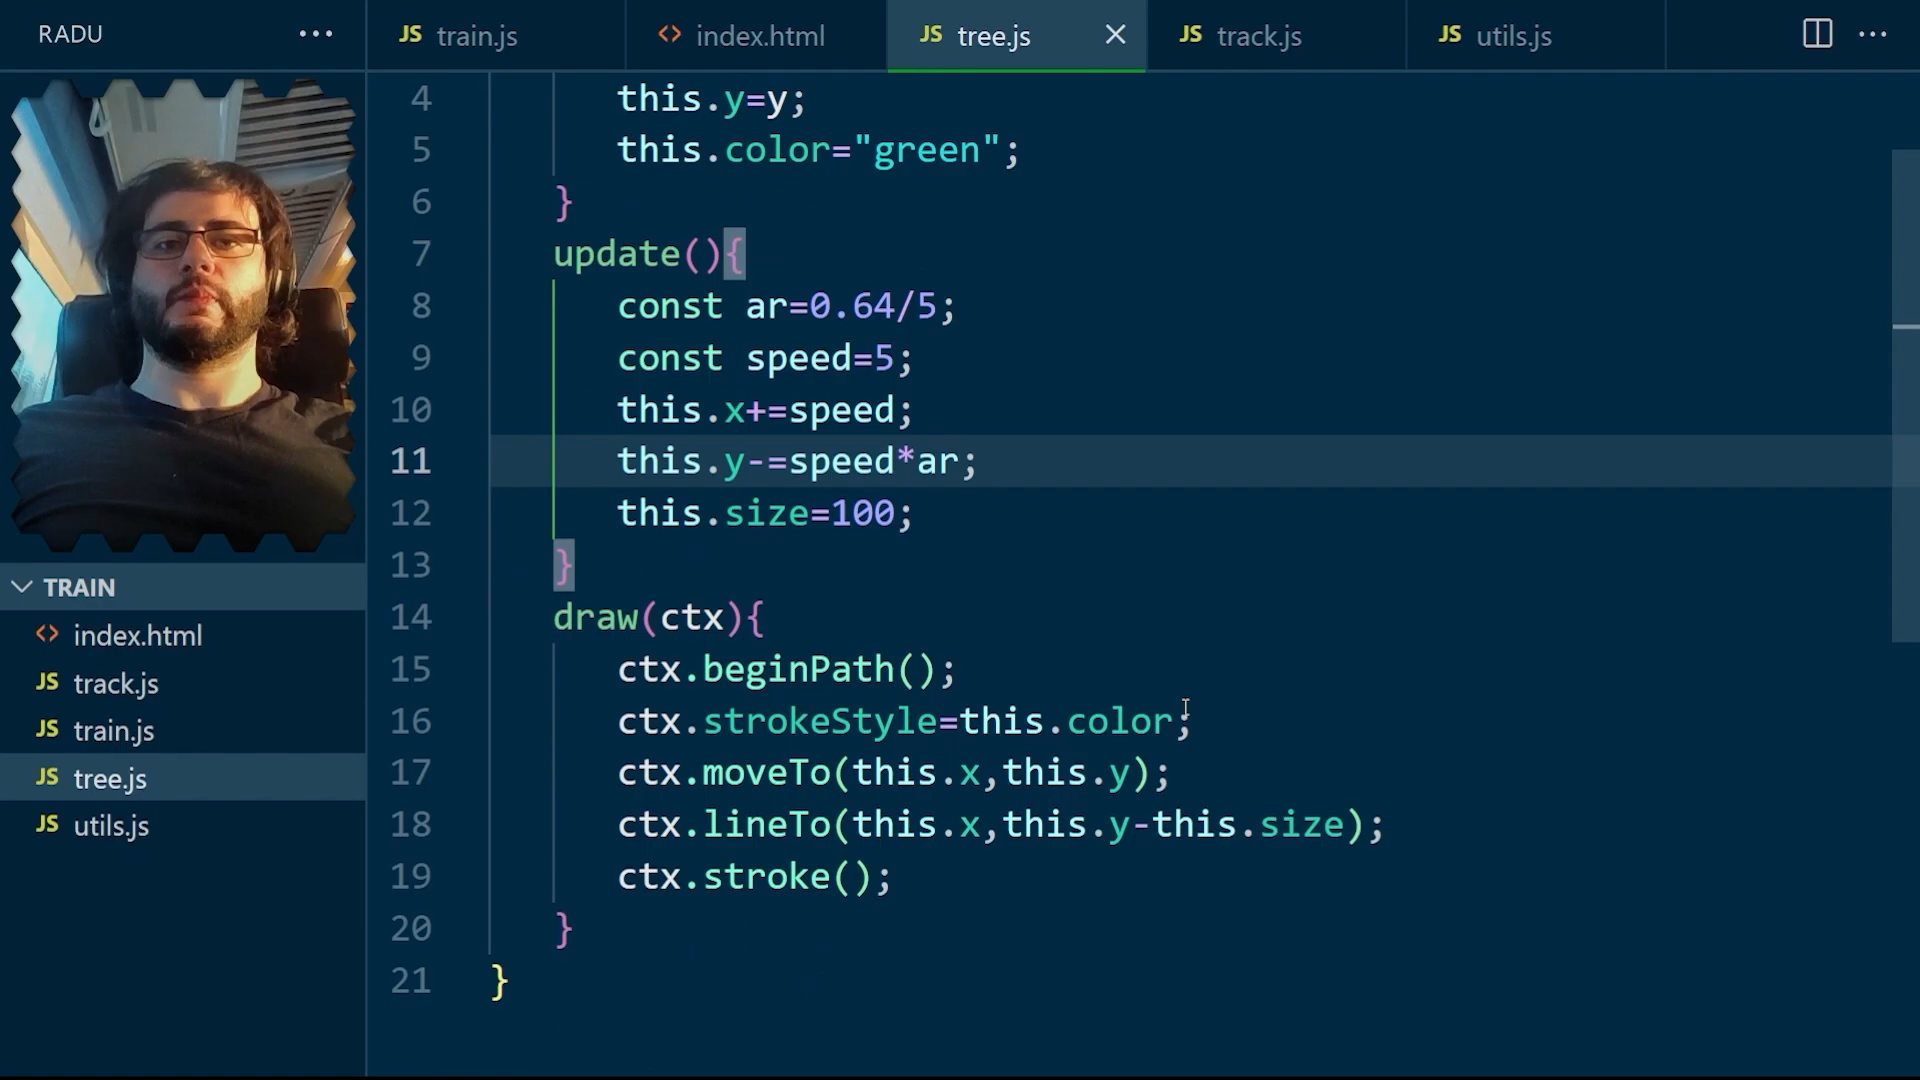 RADU
JS train.js
<> index.html
JS tree.js
JS track.js
JS utils.js
4 this.y=y;
5 this.color="green";
6 }
7 update(){
8 const ar=0.64/5;
9 const speed=5;
10 this.x+=speed;
11 this.y-=speed*ar;
12 this.size=100;
13 }
14 draw(ctx){
15 ctx.beginPath();
16 ctx.strokeStyle=this.color;
17 ctx.moveTo(this.x,this.y);
18 ctx.lineTo(this.x,this.y-this.size);
19 ctx.stroke();
20 }
21 }
TRAIN
<> index.html
JS track.js
JS train.js
JS tree.js
JS utils.js